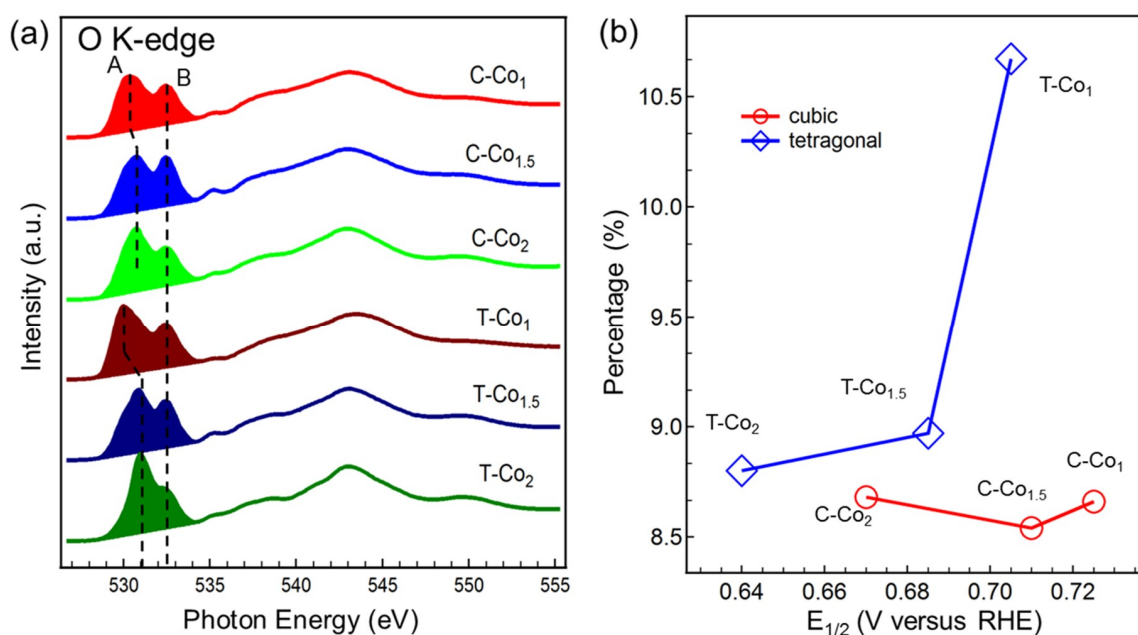 (a)
O K-edge
A
B
C-Co1
C-Co1.5
C-Co2
T-Co1
T-Co1.5
T-Co2
Intensity (a.u.)
530 535 540 545 550 555
Photon Energy (eV)
(b)
cubic
tetragonal
T-Co1
T-Co1.5
T-Co2
C-Co1
C-Co1.5
C-Co2
Percentage (%)
10.5
10.0
9.5
9.0
8.5
0.64 0.66 0.68 0.70 0.72
E1/2 (V versus RHE)